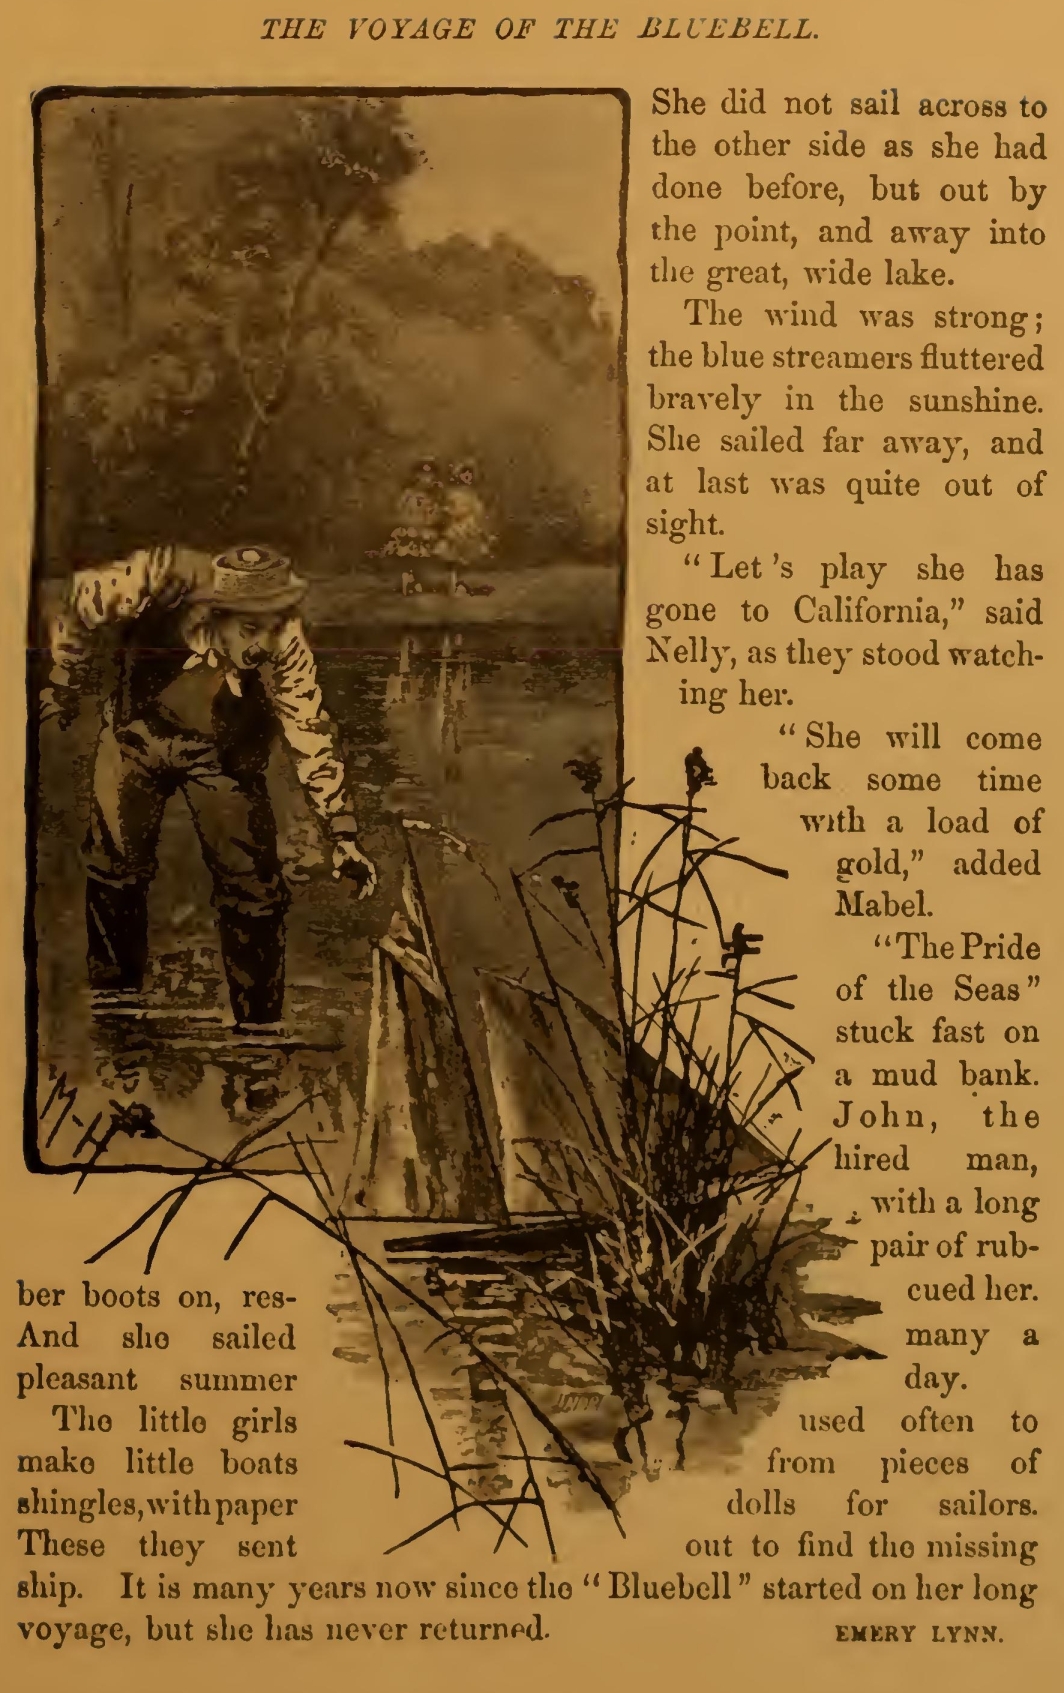 THE VOYAGE OF THE BLUEBELL.
She did not sail across to
the other side as she had
done before, but out by
the point, and away into
the great, wide lake.
The wind was strong;
the blue streamers fluttered
bravely in the sunshine.
She sailed far away, and
at last was quite out of
sight.
“Let 's play she has
gone to California,” said
Nelly, as they stood watch-
ing her.
“She will come
back some time
with a load of
gold,” added
Mabel.
“The Pride
of the Seas”
stuck fast on
a mud bank.
John, the
hired man,
with a long
pair of rub-
ber boots on, res- cued her.
And she sailed many a
pleasant summer day.
The little girls used often to
make little boats from pieces of
shingles, with paper dolls for sailors.
These they sent out to find the missing
ship. It is many years now since the “Bluebell” started on her long
voyage, but she has never returned.
EMERY LYNN.